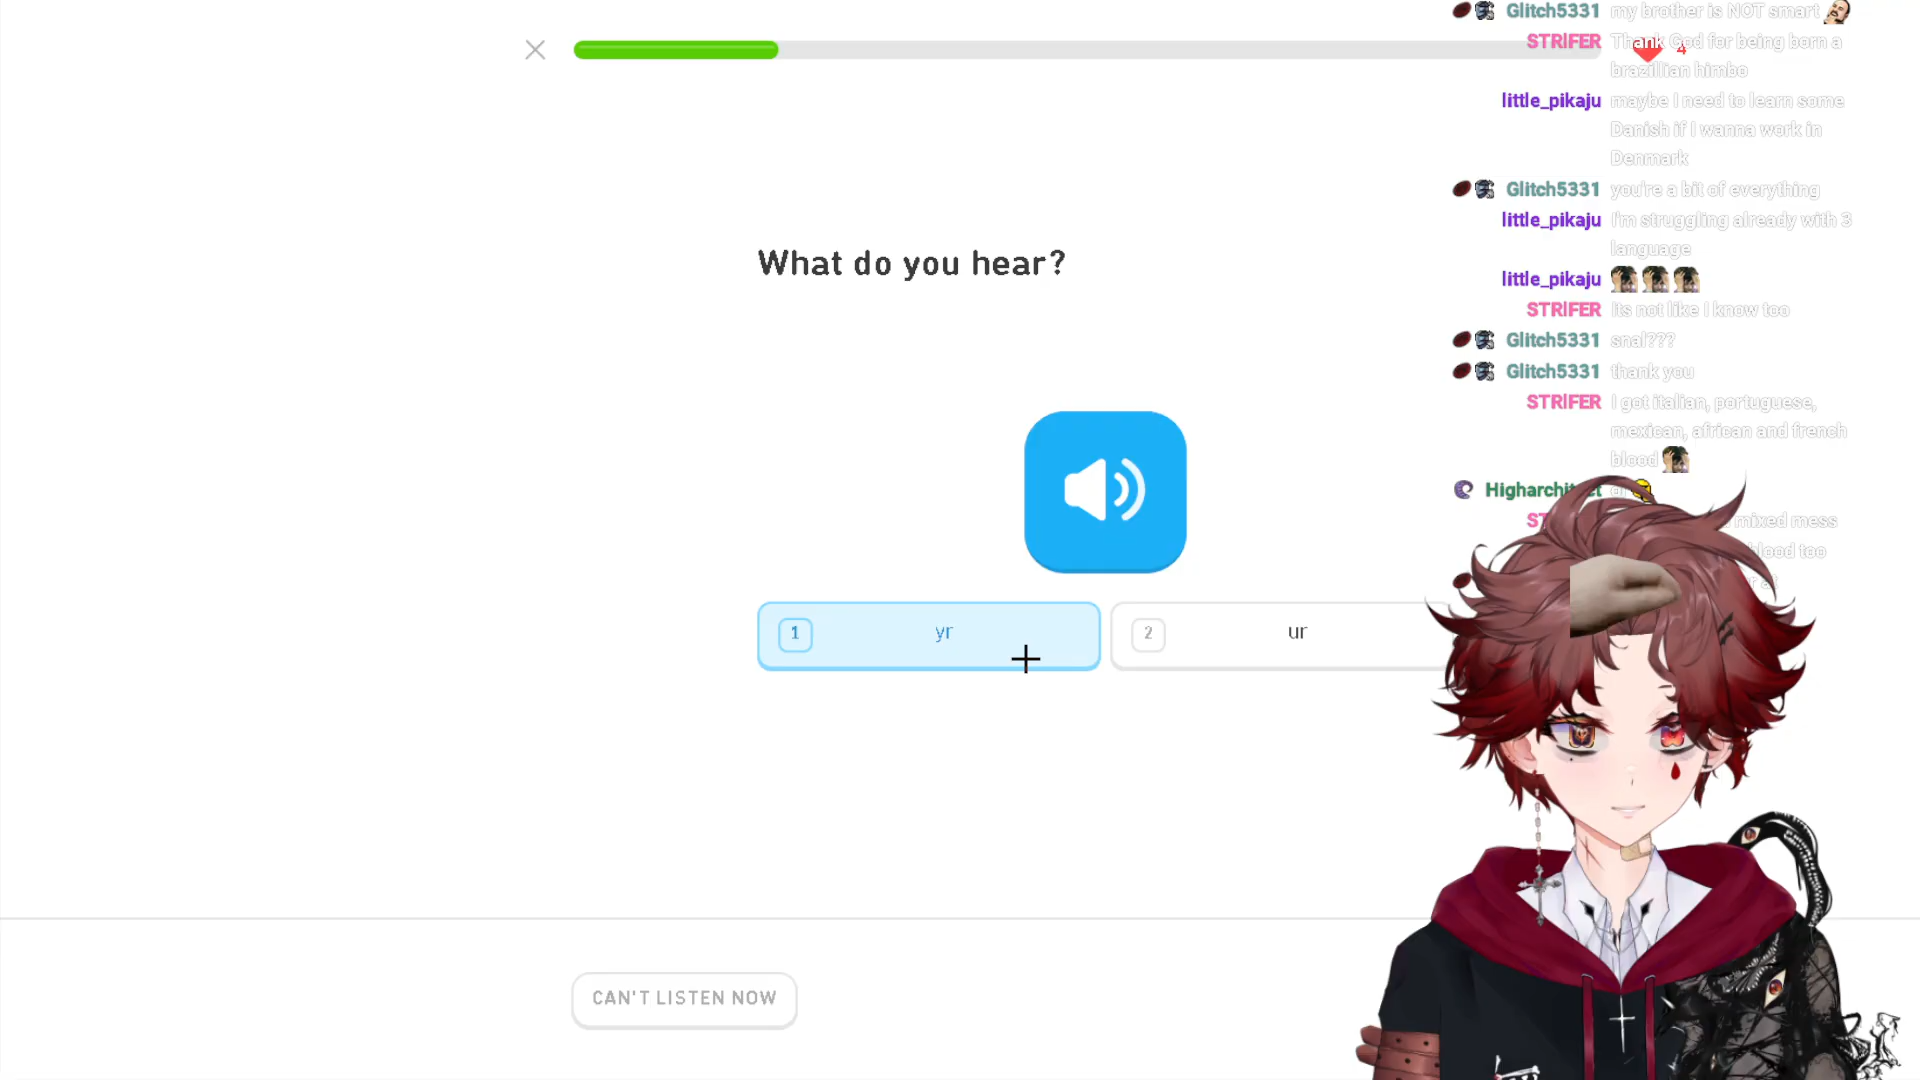 Glitch5331 my brother is NOT smart
STRIFER Thank God for being born a
brazillian himbo
4
little_pikaju maybe I need to learn some
Danish if I wanna work in
Denmark
Glitch5331 you're a bit of everything
little_pikaju I'm struggling already with 3
language
What do you hear?
little_pikaju
STRIFER Its not like I know too
Glitch5331 snal???
Glitch5331 thank you
STRIFER I got italian, portuguese,
mexican, african and french
blood
mixed mess
blood too
1 yr
2 ur
CAN'T LISTEN NOW